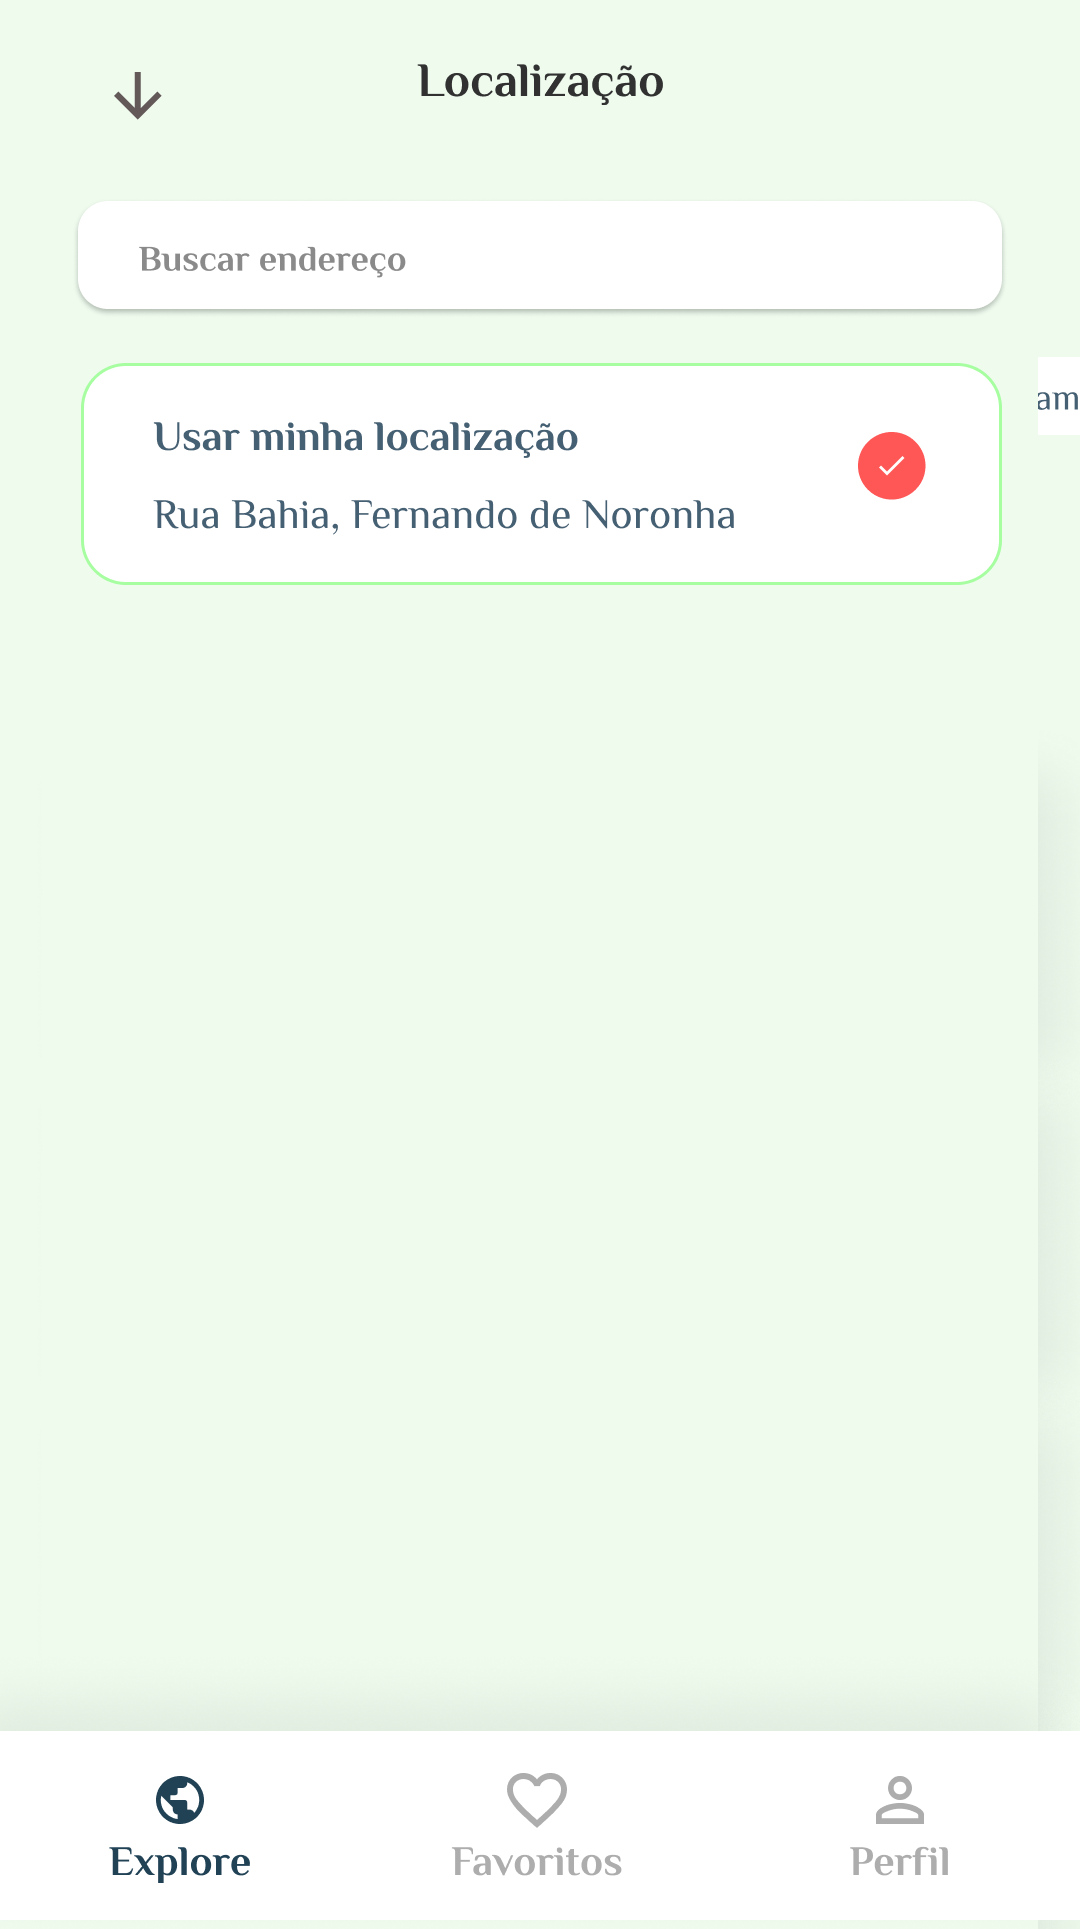 Localização
Buscar endereço
am
Usar minha localização
Rua Bahia, Fernando de Noronha
Explore
Favoritos
Perfil